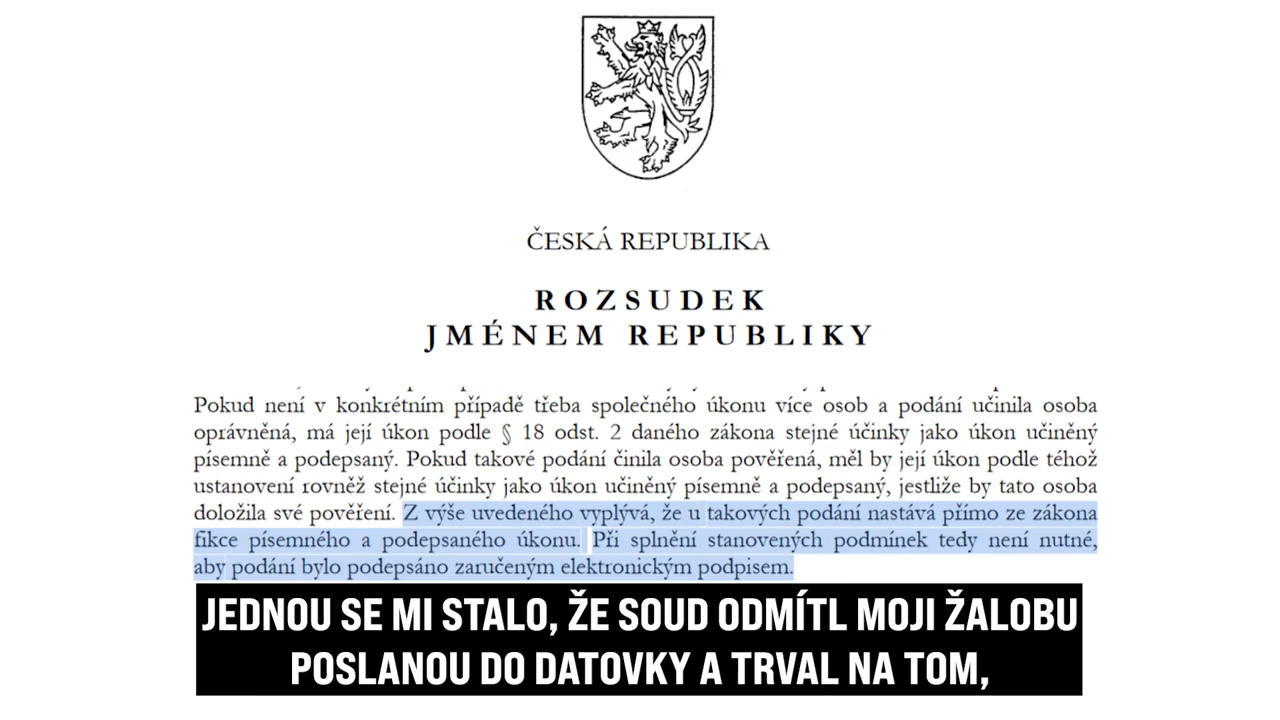 ČESKÁ REPUBLIKA
ROZSUDEK
JMÉNEM REPUBLIKY
Pokud není v konkrétním případě třeba společného úkonu více osob a podání učinila osoba
oprávněná, má její úkon podle § 18 odst. 2 daného zákona stejné účinky jako úkon učiněný
písemně a podepsaný. Pokud takové podání činila osoba pověřená, měl by její úkon podle téhož
ustanovení rovněž stejné účinky jako úkon učiněný písemně a podepsaný, jestliže by tato osoba
doložila své pověření. Z výše uvedeného vyplývá, že u takových podání nastává přímo ze zákona
fikce písemného a podepsaného úkonu. Při splnění stanovených podmínek tedy není nutné,
aby podání bylo podepsáno zaručeným elektronickým podpisem.
JEDNOU SE MI STALO, ŽE SOUD ODMÍTL MOJI ŽALOBU
POSLANOU DO DATOVKY A TRVAL NA TOM,